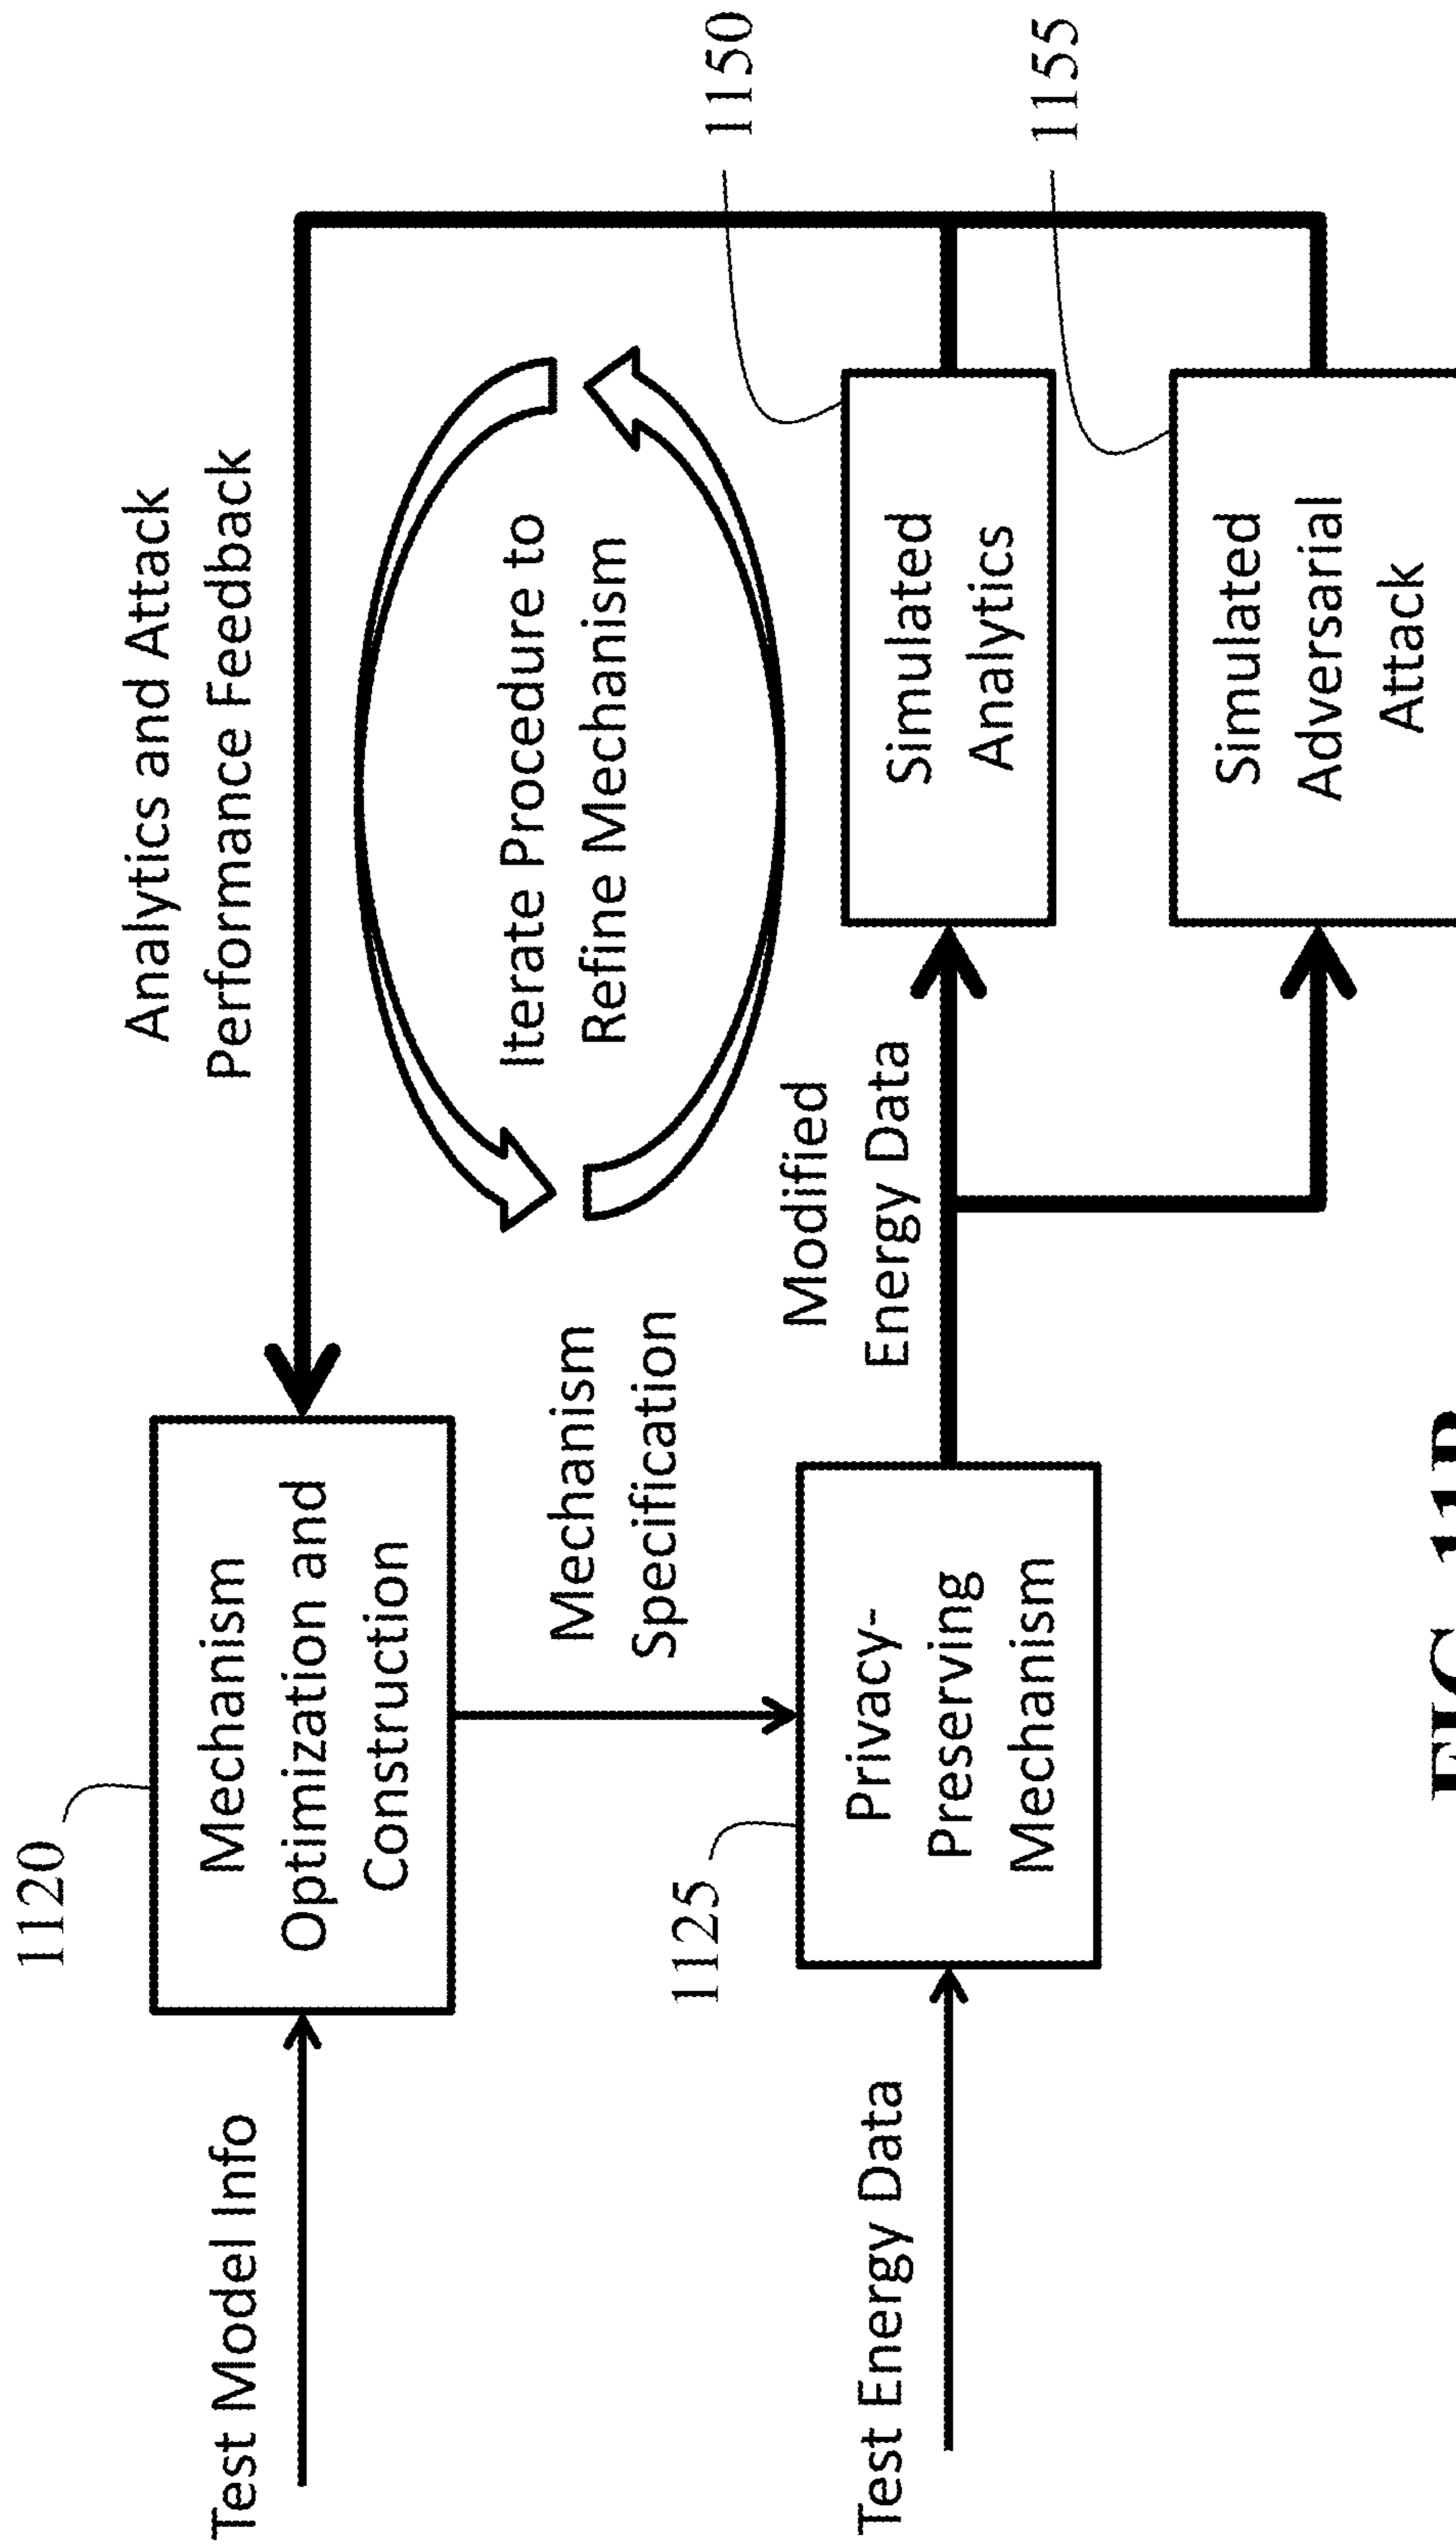 Analytics and Attack
Performance Feedback
1120
Test Model Info
Mechanism
Optimization and
Construction
Iterate Procedure to
Refine Mechanism
Mechanism
Specification
1125
Test Energy Data
Privacy-
Preserving
Mechanism
Modified
Energy Data
Simulated
Analytics
1150
Simulated
Adversarial
Attack
1155